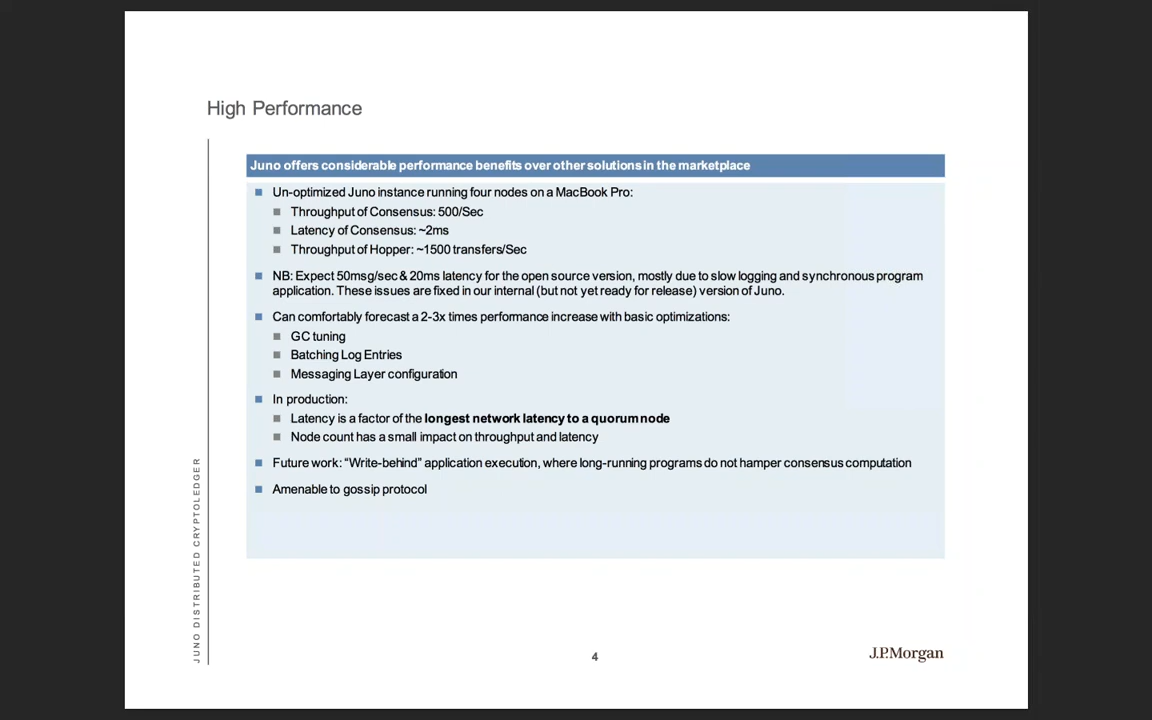 High Performance
Juno offers considerable performance benefits over other solutions in the marketplace
Un-optimized Juno instance running four nodes on a MacBook Pro:
Throughput of Consensus: 500/Sec
Latency of Consensus: ~2ms
Throughput of Hopper: ~1500 transfers/Sec
NB: Expect 50msg/sec & 20ms latency for the open source version, mostly due to slow logging and synchronous program
application. These issues are fixed in our internal (but not yet ready for release) version of Juno.
Can comfortably forecast a 2-3x times performance increase with basic optimizations:
GC tuning
Batching Log Entries
Messaging Layer configuration
In production:
Latency is a factor of the longest network latency to a quorum node
Node count has a small impact on throughput and latency
Future work: “Write-behind” application execution, where long-running programs do not hamper consensus computation
Amenable to gossip protocol
JUNO DISTRIBUTED CRYPTOLEDGER
4
J.P.Morgan